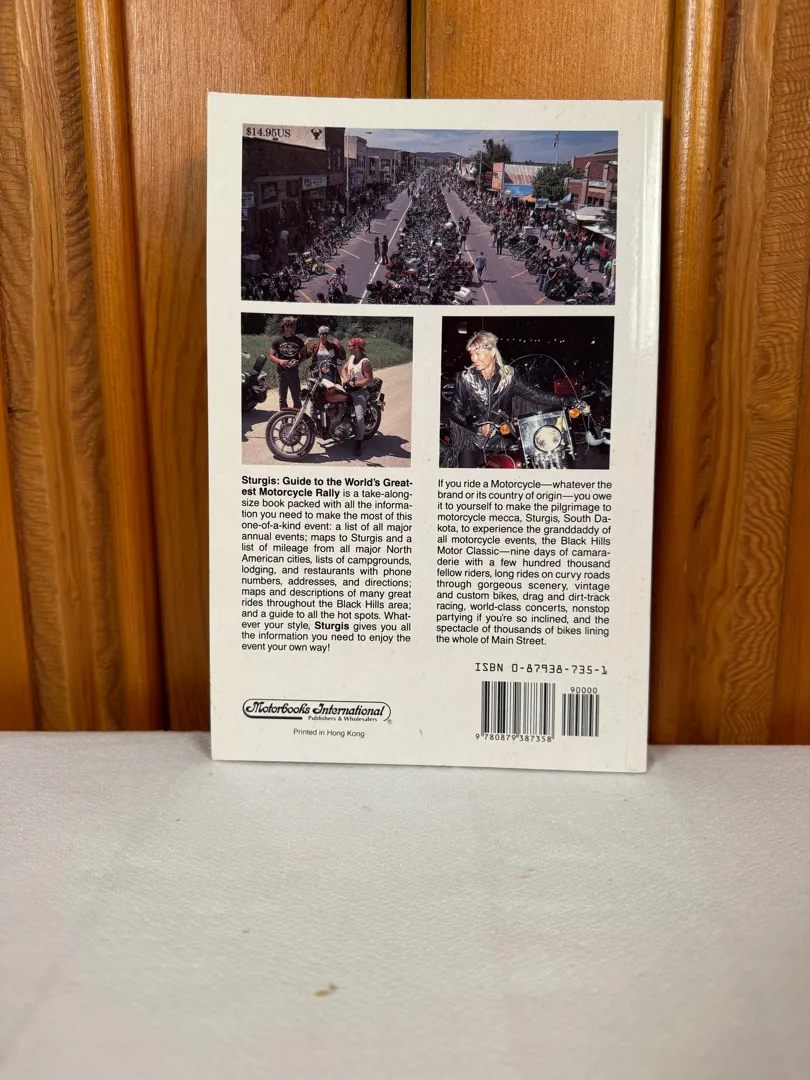 $14.95US
Sturgis: Guide to the World's Great-
est Motorcycle Rally is a take-along-
size book packed with all the informa-
tion you need to make the most of this
one-of-a-kind event: a list of all major
annual events; maps to Sturgis and a
list of mileage from all major North
American cities, lists of campgrounds,
lodging, and restaurants with phone
numbers, addresses, and directions;
maps and descriptions of many great
rides throughout the Black Hills area;
and a guide to all the hot spots. What-
ever your style, Sturgis gives you all
the information you need to enjoy the
event your own way!
If you ride a Motorcycle—whatever the
brand or its country of origin—you owe
it to yourself to make the pilgrimage to
motorcycle mecca, Sturgis, South Da-
kota, to experience the granddaddy of
all motorcycle events, the Black Hills
Motor Classic—nine days of camara-
derie with a few hundred thousand
fellow riders, long rides on curvy roads
through gorgeous scenery, vintage
and custom bikes, drag and dirt-track
racing, world-class concerts, nonstop
partying if you're so inclined, and the
spectacle of thousands of bikes lining
the whole of Main Street.
Motorbooks International
Publishers & Wholesalers
®
Printed in Hong Kong
ISBN 0-87938-735-1
90000
9 780879 387358